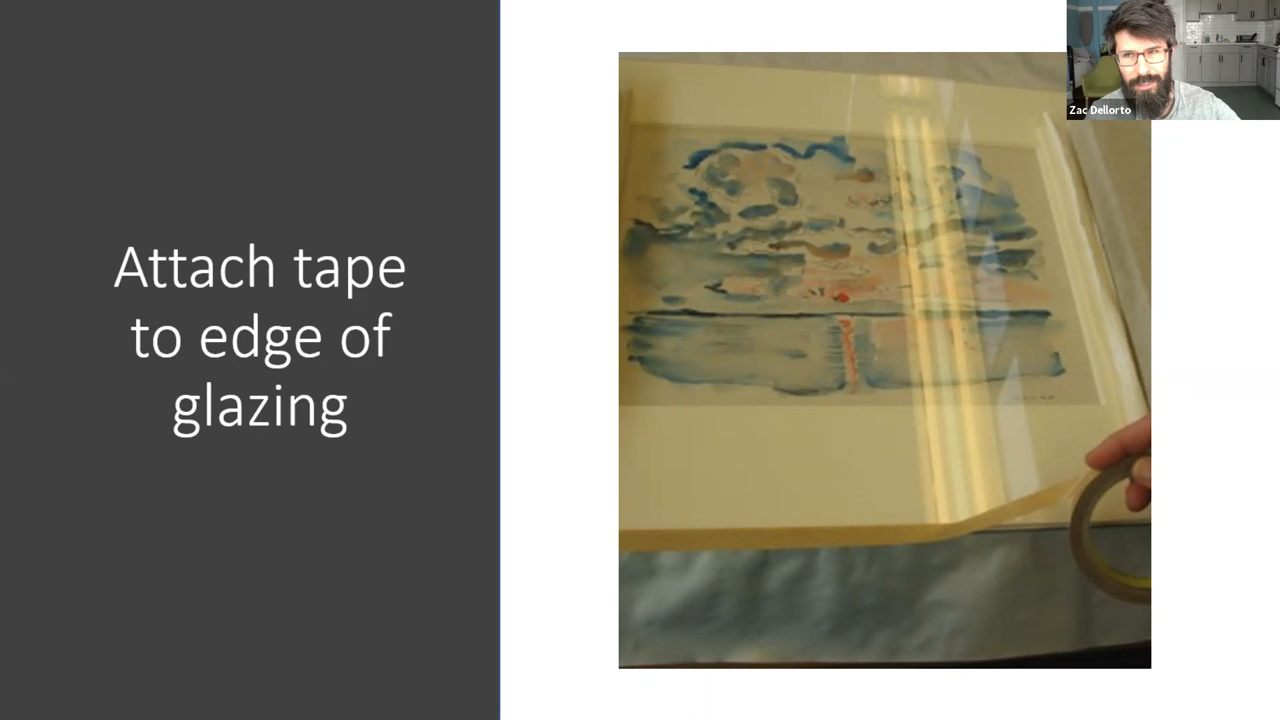 Attach tape
to edge of
glazing
Zac Dellorto